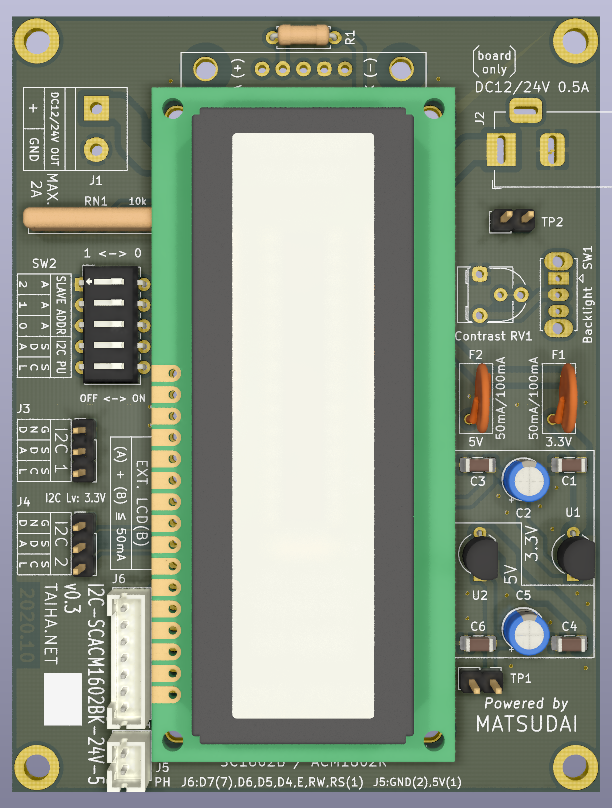 R1
(+)
(-)
board
only
DC12/24V 0.5A
J2
DC12/24V OUT
+
GND
J1
MAX.
2A
RN1 10k
TP2
1 <-> 0
SW2
SLAVE ADDR
I2C PU
2 A
1 A
0 A
A D S
L C S
OFF <-> ON
SW1
Backlight
Contrast RV1
F2
50mA/100mA
5V
F1
50mA/100mA
3.3V
J3
I2C 1
D N G
A D S
L C S
I2C Lv: 3.3V
J4
I2C 2
D N G
A D S
L C S
EXT. LCD(B)
(A) + (B) ≦ 50mA
C3
C1
C2
U1
3.3V
5V
U2
C5
C6
C4
J6
I2C-SCACM1602BK-24V-5
v0.3
TAIHA.NET
2020.10
TP1
Powered by
MATSUDAI
SC1602B / ACM1602K
J5
PH J6:D7(7),D6,D5,D4,E,RW,RS(1) J5:GND(2),5V(1)